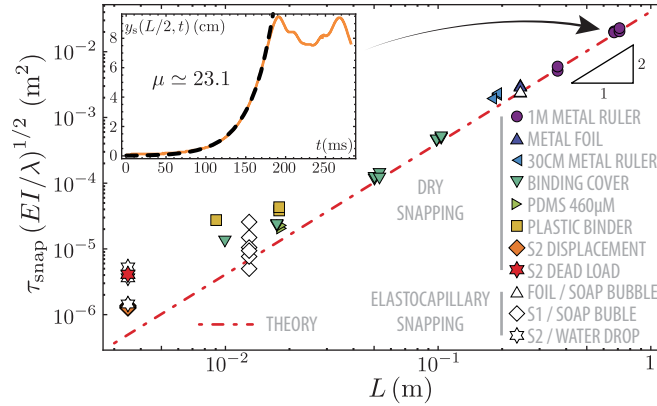 y_s(L/2, t) (cm)
8
6
4
2
0
μ ≃ 23.1
t(ms)
0 50 100 150 200 250
τ_snap (EI/λ)^{1/2} (m²)
10^{-2}
10^{-3}
10^{-4}
10^{-5}
10^{-6}
2
1
1M METAL RULER
METAL FOIL
30CM METAL RULER
BINDING COVER
PDMS 460µM
PLASTIC BINDER
S2 DISPLACEMENT
S2 DEAD LOAD
FOIL / SOAP BUBBLE
S1 / SOAP BUBLE
S2 / WATER DROP
DRY
SNAPPING
ELASTOCAPILLARY
SNAPPING
THEORY
10^{-2} 10^{-1} 10^{0}
L (m)